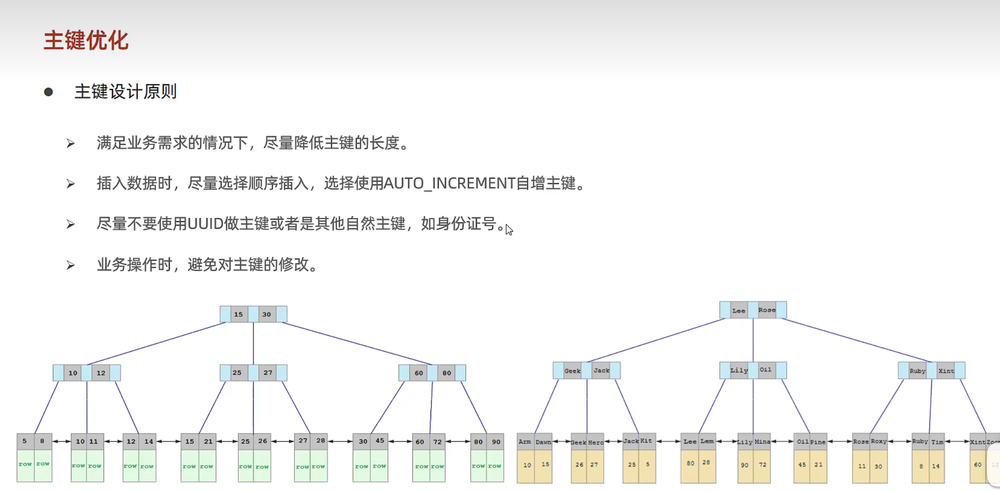 主键优化
主键设计原则
满足业务需求的情况下，尽量降低主键的长度。
插入数据时，尽量选择顺序插入，选择使用AUTO_INCREMENT自增主键。
尽量不要使用UUID做主键或者是其他自然主键，如身份证号。
业务操作时，避免对主键的修改。
15 30
10 12 25 27 60 80
5 8 10 11 12 14 15 21 25 26 27 28 30 45 60 72 80 90
row row row row row row row row row row row row row row row row row row
Lee Rose
Geek Jack Lily Oil Ruby Xint
Arm Dawn Geek Hero Jack Kit Lee Lem Lily Mina Oil Pine Rose Roxy Ruby Tim Xint
10 15 26 27 25 5 80 28 90 72 45 21 11 30 8 14 60 12